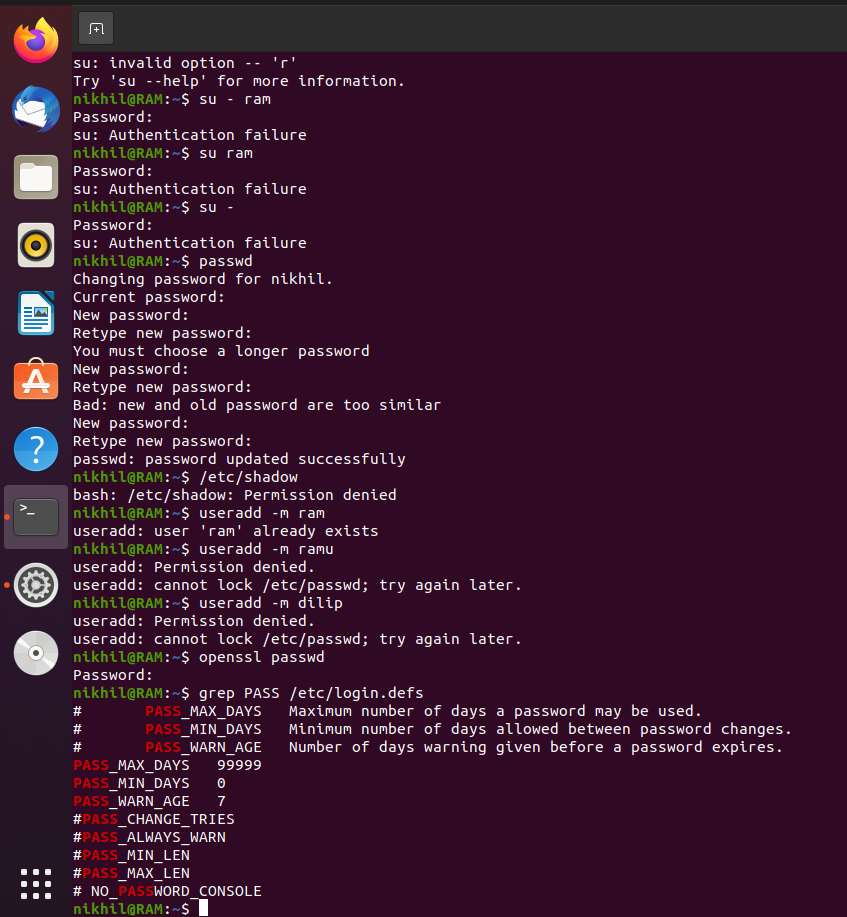 su: invalid option -- 'r'
Try 'su --help' for more information.
nikhil@RAM:~$ su - ram
Password:
su: Authentication failure
nikhil@RAM:~$ su ram
Password:
su: Authentication failure
nikhil@RAM:~$ su -
Password:
su: Authentication failure
nikhil@RAM:~$ passwd
Changing password for nikhil.
Current password:
New password:
Retype new password:
You must choose a longer password
New password:
Retype new password:
Bad: new and old password are too similar
New password:
Retype new password:
passwd: password updated successfully
nikhil@RAM:~$ /etc/shadow
bash: /etc/shadow: Permission denied
nikhil@RAM:~$ useradd -m ram
useradd: user 'ram' already exists
nikhil@RAM:~$ useradd -m ramu
useradd: Permission denied.
useradd: cannot lock /etc/passwd; try again later.
nikhil@RAM:~$ useradd -m dilip
useradd: Permission denied.
useradd: cannot lock /etc/passwd; try again later.
nikhil@RAM:~$ openssl passwd
Password:
nikhil@RAM:~$ grep PASS /etc/login.defs
#       PASS_MAX_DAYS   Maximum number of days a password may be used.
#       PASS_MIN_DAYS   Minimum number of days allowed between password changes.
#       PASS_WARN_AGE   Number of days warning given before a password expires.
PASS_MAX_DAYS   99999
PASS_MIN_DAYS   0
PASS_WARN_AGE   7
#PASS_CHANGE_TRIES
#PASS_ALWAYS_WARN
#PASS_MIN_LEN
#PASS_MAX_LEN
# NO_PASSWORD_CONSOLE
nikhil@RAM:~$